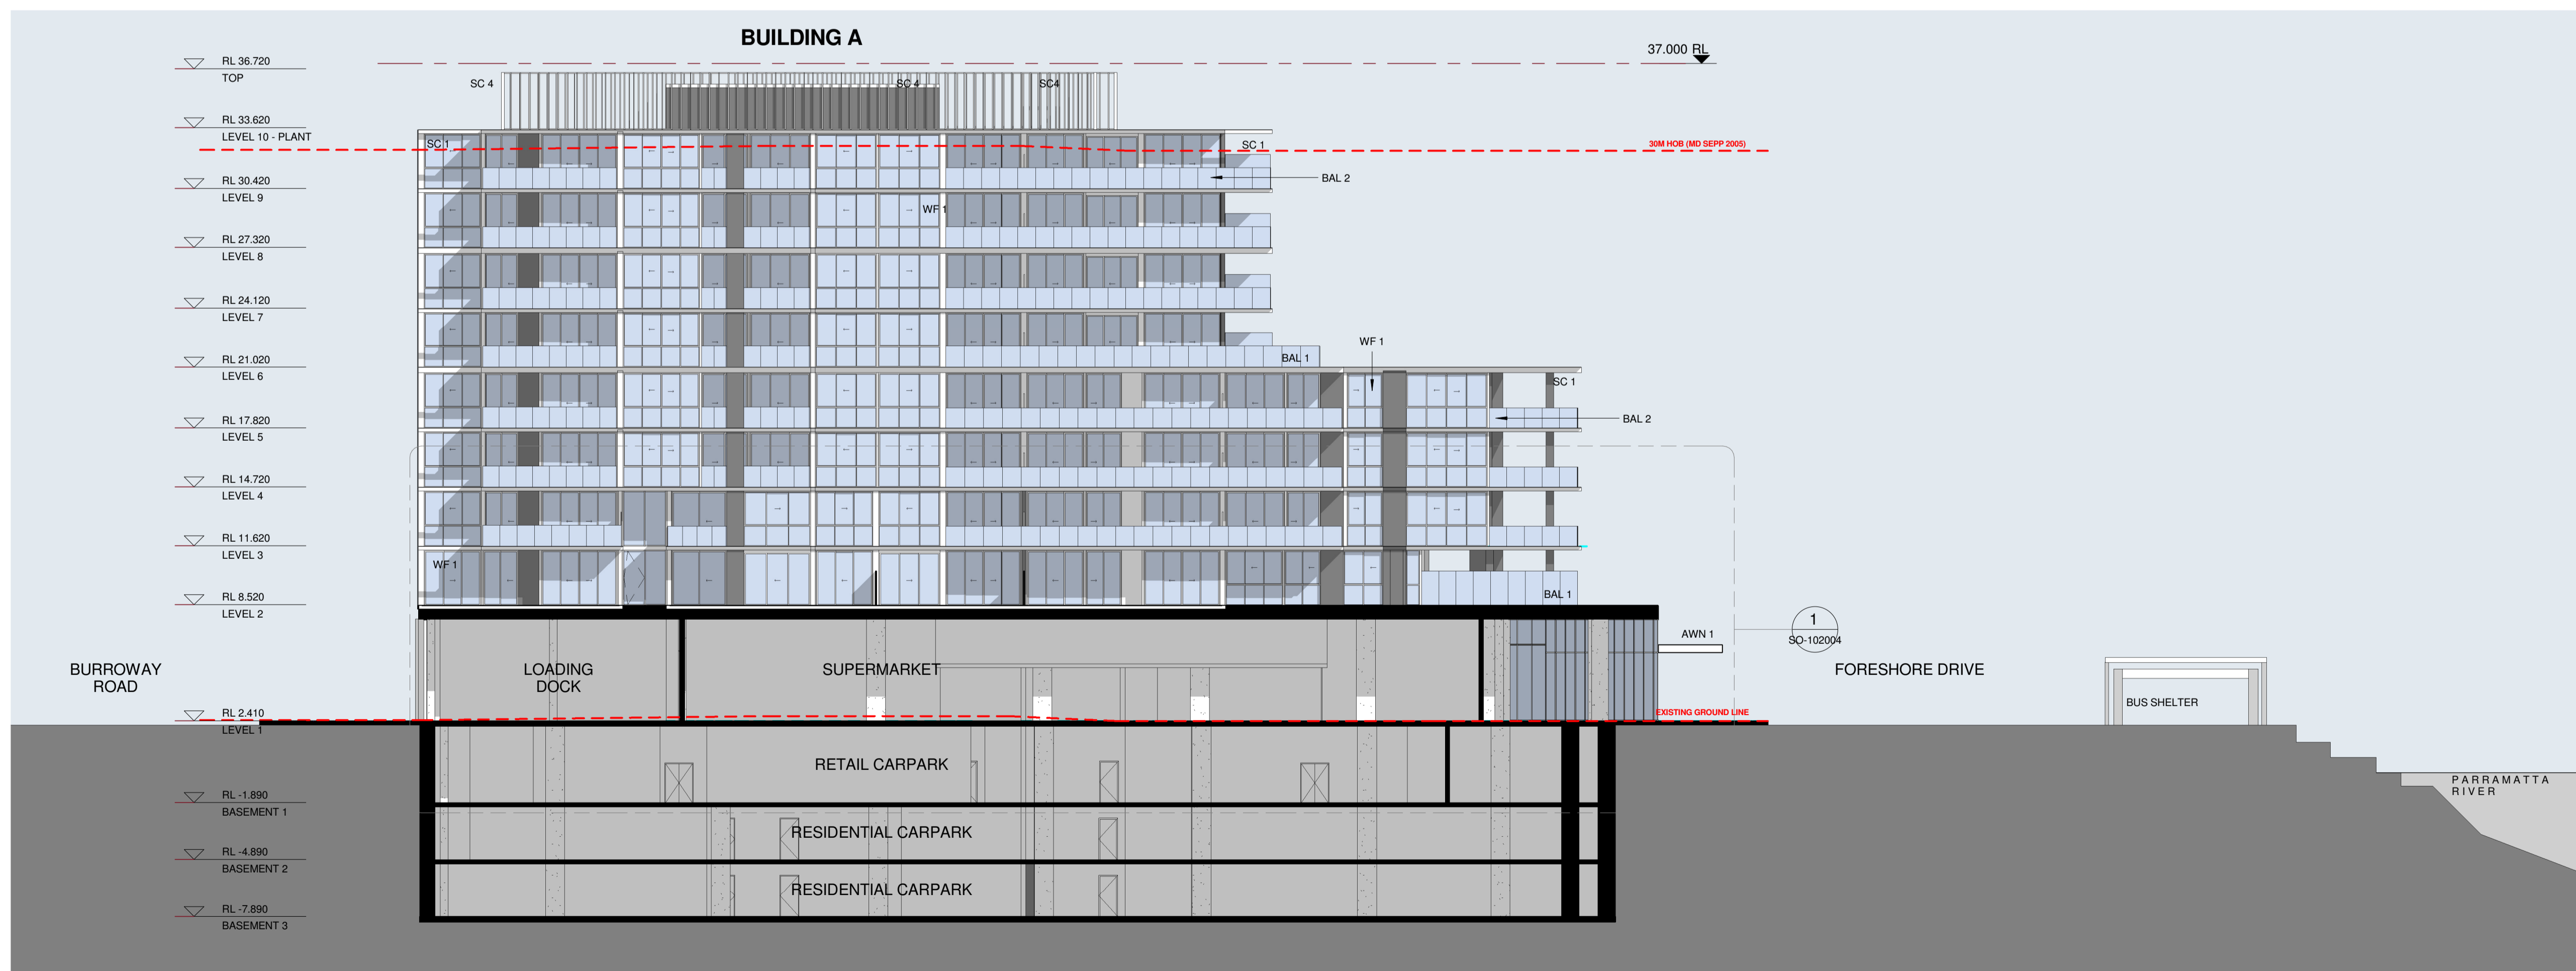 BUILDING A
37.000 RL
RL 36.720
TOP
SC 4
SC 4
SC4
RL 33.620
LEVEL 10 - PLANT
SC 1
SC 1
30M HOB (MD SEPP 2005)
BAL 2
RL 30.420
LEVEL 9
WF 1
RL 27.320
LEVEL 8
RL 24.120
LEVEL 7
WF 1
RL 21.020
BAL 1
LEVEL 6
SC 1
RL 17.820
BAL 2
LEVEL 5
RL 14.720
LEVEL 4
RL 11.620
LEVEL 3
WF 1
RL 8.520
BAL 1
LEVEL 2
1
SO-102004
AWN 1
BURROWAY
ROAD
LOADING
DOCK
SUPERMARKET
FORESHORE DRIVE
BUS SHELTER
RL 2.410
EXISTING GROUND LINE
LEVEL 1
RETAIL CARPARK
PARRAMATTA
RIVER
RL -1.890
BASEMENT 1
RESIDENTIAL CARPARK
RL -4.890
BASEMENT 2
RESIDENTIAL CARPARK
RL -7.890
BASEMENT 3